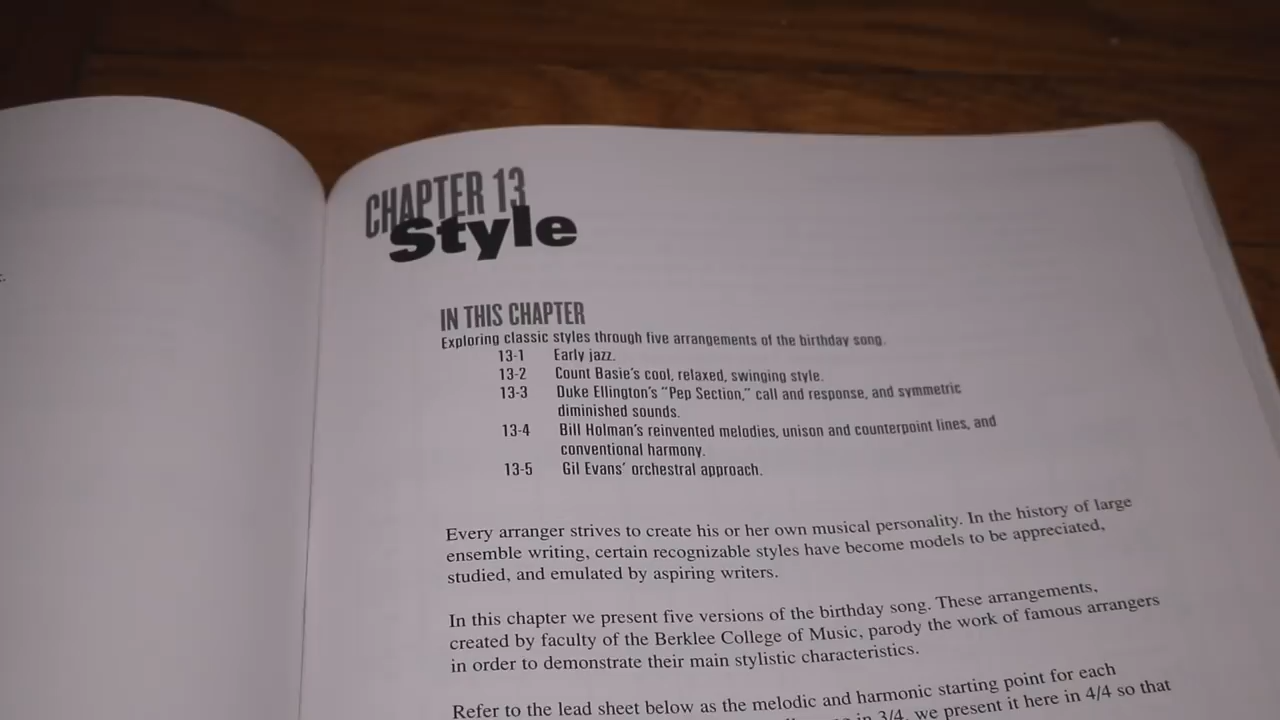 CHAPTER 13
Style
IN THIS CHAPTER
Exploring classic styles through five arrangements of the birthday song.
13-1 Early jazz.
13-2 Count Basie's cool, relaxed, swinging style.
13-3 Duke Ellington's "Pep Section," call and response, and symmetric
diminished sounds.
13-4 Bill Holman's reinvented melodies, unison and counterpoint lines, and
conventional harmony.
13-5 Gil Evans' orchestral approach.
Every arranger strives to create his or her own musical personality. In the history of large
ensemble writing, certain recognizable styles have become models to be appreciated,
studied, and emulated by aspiring writers.
In this chapter we present five versions of the birthday song. These arrangements,
created by faculty of the Berklee College of Music, parody the work of famous arrangers
in order to demonstrate their main stylistic characteristics.
Refer to the lead sheet below as the melodic and harmonic starting point for each
in 3/4, we present it here in 4/4 so that